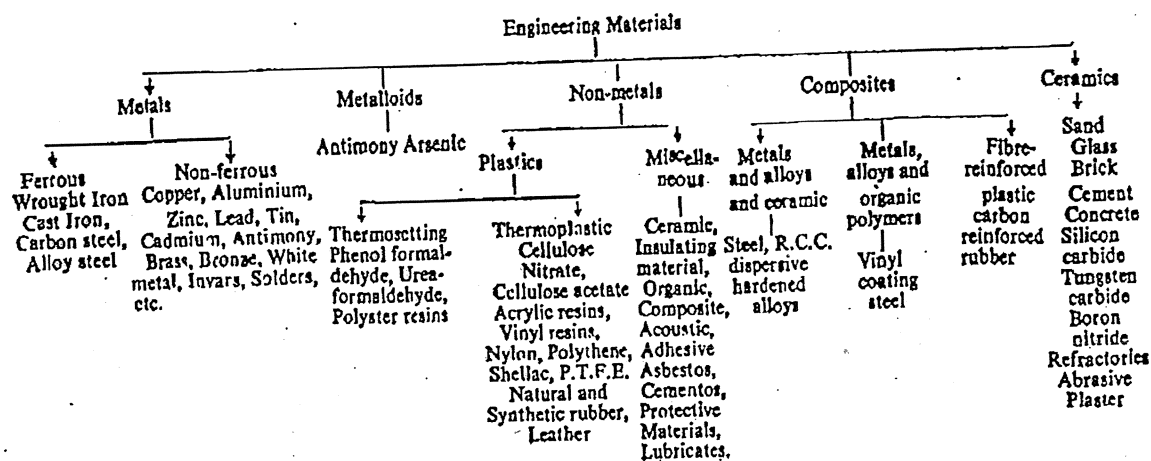 Engineering Materials
Metals
Metalloids
Non-metals
Composites
Ceramics
Ferrous
Wrought Iron
Cast Iron,
Carbon steel,
Alloy steel
Non-ferrous
Copper, Aluminium,
Zinc, Lead, Tin,
Cadmium, Antimony,
Brass, Bronze, White
metal, Invars, Solders,
etc.
Antimony Arsenic
Plastics
Thermosetting
Phenol formal-
dehyde, Urea-
formaldehyde,
Polyster resins
Thermoplastic
Cellulose
Nitrate,
Cellulose acetate
Acrylic resins,
Vinyl resins,
Nylon, Polythene,
Shellac, P.T.F.E.
Natural and
Synthetic rubber,
Leather
Miscella-
neous
Ceramic,
Insulating
material,
Organic,
Composite,
Acoustic,
Adhesive
Asbestos,
Cementos,
Protective
Materials,
Lubricates,
Metals
and alloys
and ceramic
Steel, R.C.C.
dispersive
hardened
alloys
Metals,
alloys and
organic
polymers
Vinyl
coating
steel
Fibre-
reinforced
plastic
carbon
reinforced
rubber
Sand
Glass
Brick
Cement
Concrete
Silicon
carbide
Tungsten
carbide
Boron
nitride
Refractories
Abrasive
Plaster